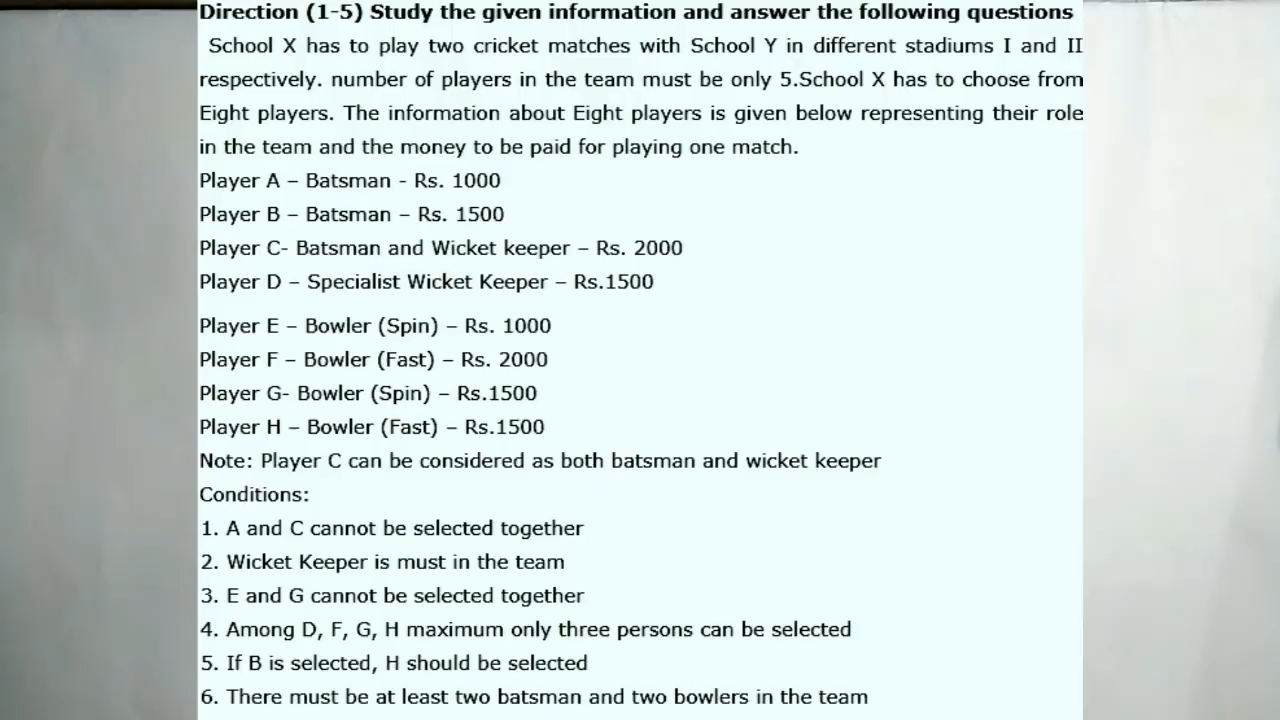 Direction (1-5) Study the given information and answer the following questions
School X has to play two cricket matches with School Y in different stadiums I and II
respectively. number of players in the team must be only 5.School X has to choose from
Eight players. The information about Eight players is given below representing their role
in the team and the money to be paid for playing one match.
Player A – Batsman - Rs. 1000
Player B – Batsman – Rs. 1500
Player C- Batsman and Wicket keeper – Rs. 2000
Player D – Specialist Wicket Keeper – Rs.1500
Player E – Bowler (Spin) – Rs. 1000
Player F – Bowler (Fast) – Rs. 2000
Player G- Bowler (Spin) – Rs.1500
Player H – Bowler (Fast) – Rs.1500
Note: Player C can be considered as both batsman and wicket keeper
Conditions:
1. A and C cannot be selected together
2. Wicket Keeper is must in the team
3. E and G cannot be selected together
4. Among D, F, G, H maximum only three persons can be selected
5. If B is selected, H should be selected
6. There must be at least two batsman and two bowlers in the team